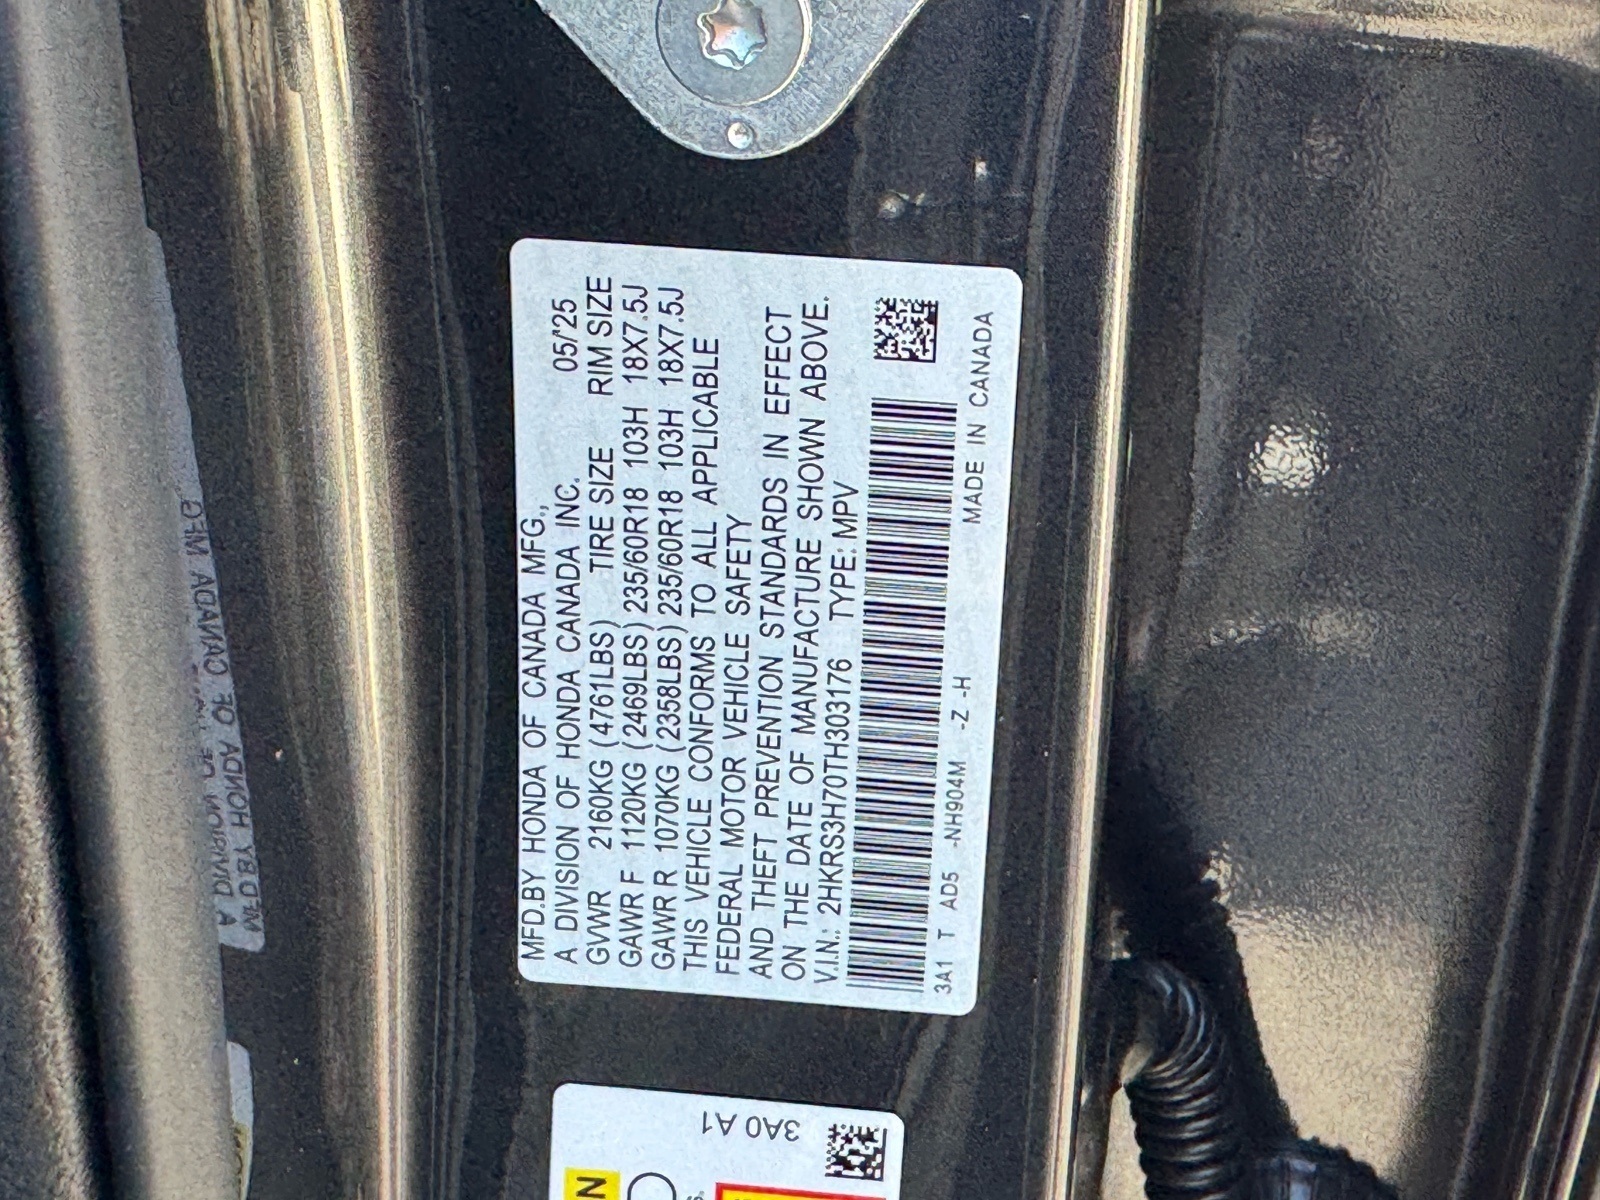 MFD.BY HONDA OF CANADA MFG.,
A DIVISION OF HONDA CANADA INC. 05/25
GVWR 2160KG (4761LBS) TIRE SIZE RIM SIZE
GAWR F 1120KG (2469LBS) 235/60R18 103H 18X7.5J
GAWR R 1070KG (2358LBS) 235/60R18 103H 18X7.5J
THIS VEHICLE CONFORMS TO ALL APPLICABLE
FEDERAL MOTOR VEHICLE SAFETY
AND THEFT PREVENTION STANDARDS IN EFFECT
ON THE DATE OF MANUFACTURE SHOWN ABOVE.
V.I.N.: 2HKRS3H70TH303176 TYPE: MPV
3A1 T AD5 -NH904M -Z -H MADE IN CANADA
3A0 A1